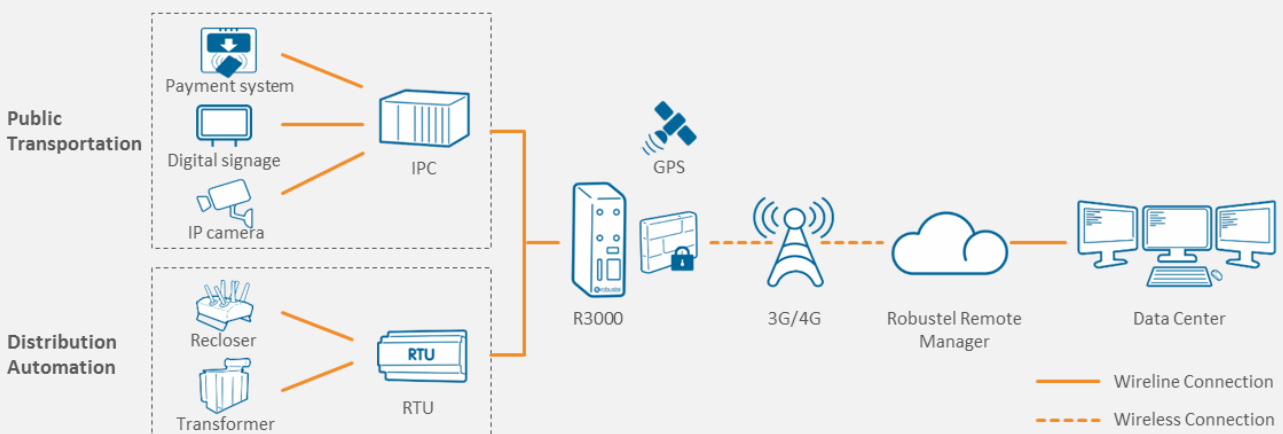 Public
Transportation
Payment system
Digital signage
IP camera
IPC
Distribution
Automation
Recloser
Transformer
RTU
RTU
GPS
robustel
R3000
3G/4G
Robustel Remote
Manager
Data Center
Wireline Connection
Wireless Connection